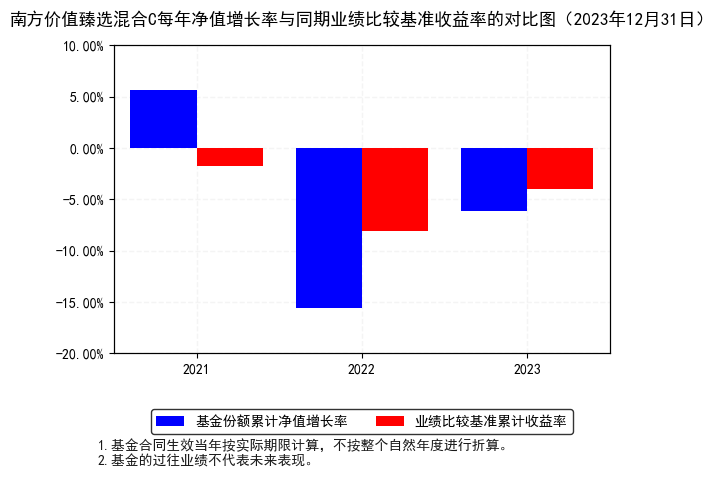 南方价值臻选混合C每年净值增长率与同期业绩比较基准收益率的对比图（2023年12月31日）
10.00%
5.00%
0.00%
−5.00%
−10.00%
−15.00%
−20.00%
2021 2022 2023
基金份额累计净值增长率 业绩比较基准累计收益率
1.基金合同生效当年按实际期限计算，不按整个自然年度进行折算。
2.基金的过往业绩不代表未来表现。